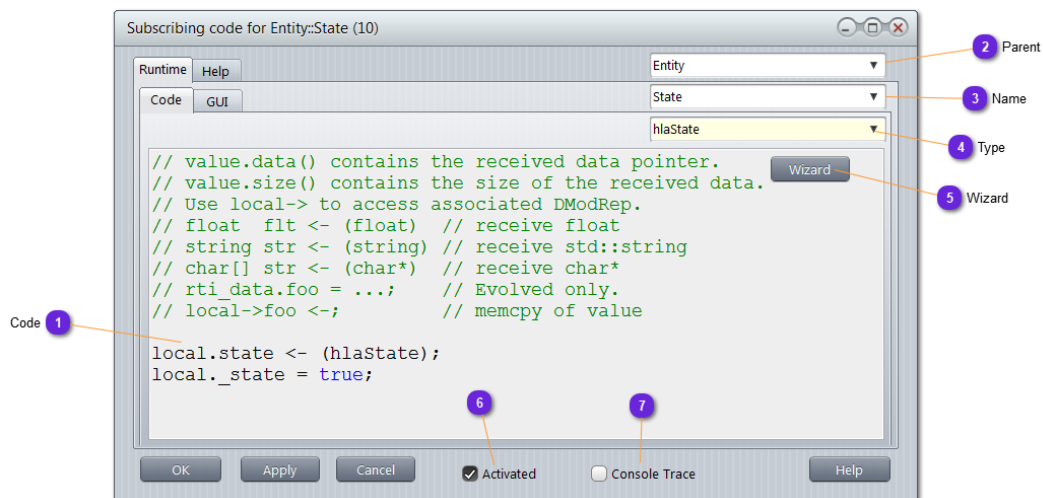 Subscribing code for Entity::State (10)
2 Parent
Runtime Help
Entity
Code GUI
State
3 Name
hlaState
4 Type
// value.data() contains the received data pointer.
Wizard
// value.size() contains the size of the received data.
5 Wizard
// Use local-> to access associated DModRep.
// float  flt <- (float)  // receive float
// string str <- (string) // receive std::string
// char[] str <- (char*)  // receive char*
// rti_data.foo = ...;    // Evolved only.
// local->foo <-;         // memcpy of value
Code 1
local.state <- (hlaState);
local._state = true;
6
7
OK Apply Cancel Activated Console Trace Help